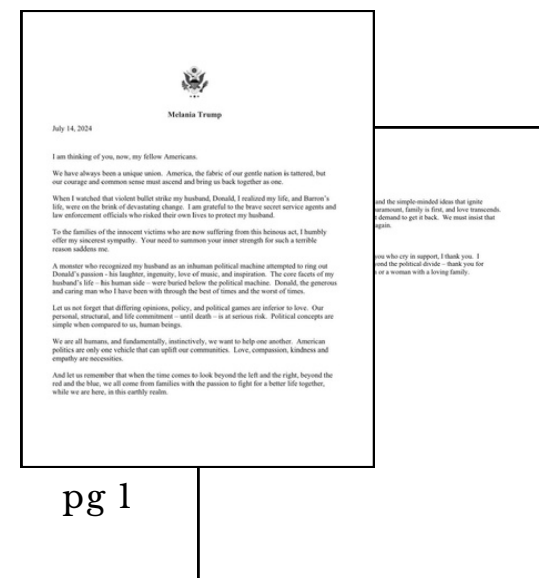 Melania Trump
July 14, 2024
I am thinking of you, now, my fellow Americans.
We have always been a unique union. America, the fabric of our gentle nation is tattered, but
our courage and common sense must ascend and bring us back together as one.
When I watched that violent bullet strike my husband, Donald, I realized my life, and Barron's
life, were on the brink of devastating change. I am grateful to the brave secret service agents and
law enforcement officials who risked their own lives to protect my husband.
To the families of the innocent victims who are now suffering from this heinous act, I humbly
offer my sincerest sympathy. Your need to summon your inner strength for such a terrible
reason saddens me.
A monster who recognized my husband as an inhuman political machine attempted to ring out
Donald's passion - his laughter, ingenuity, love of music, and inspiration. The core facets of my
husband's life – his human side – were buried below the political machine. Donald, the generous
and caring man who I have been with through the best of times and the worst of times.
Let us not forget that differing opinions, policy, and political games are inferior to love. Our
personal, structural, and life commitment – until death – is at serious risk. Political concepts are
simple when compared to us, human beings.
We are all humans, and fundamentally, instinctively, we want to help one another. American
politics are only one vehicle that can uplift our communities. Love, compassion, kindness and
empathy are necessities.
And let us remember that when the time comes to look beyond the left and the right, beyond the
red and the blue, we all come from families with the passion to fight for a better life together,
while we are here, in this earthly realm.
and the simple-minded ideas that ignite
paramount, family is first, and love transcends.
demand to get it back. We must insist that
again.
you who cry in support, I thank you. I
yond the political divide – thank you for
or a woman with a loving family.
pg 1